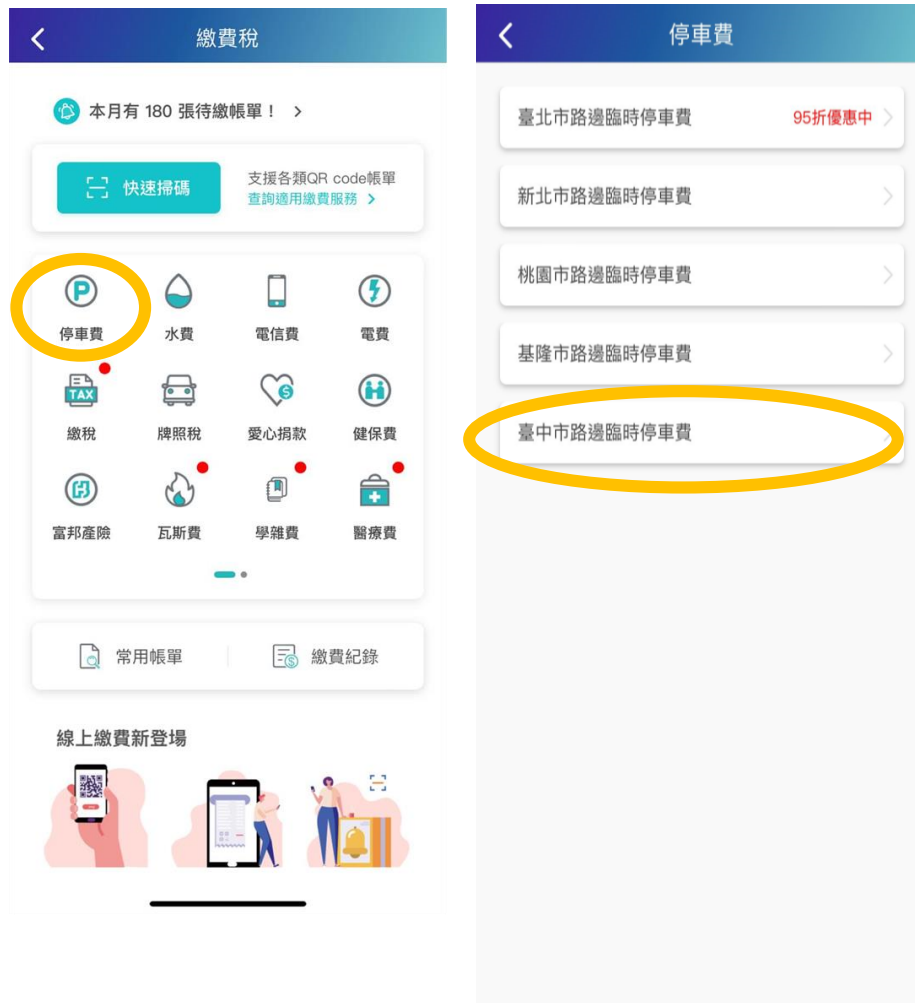 繳費稅
本月有 180 張待繳帳單！
快速掃碼
支援各類QR code帳單
查詢適用繳費服務
P
停車費
水費
電信費
電費
TAX
繳稅
牌照稅
愛心捐款
健保費
富邦產險
瓦斯費
學雜費
醫療費
常用帳單
繳費紀錄
線上繳費新登場
停車費
臺北市路邊臨時停車費
95折優惠中
新北市路邊臨時停車費
桃園市路邊臨時停車費
基隆市路邊臨時停車費
臺中市路邊臨時停車費